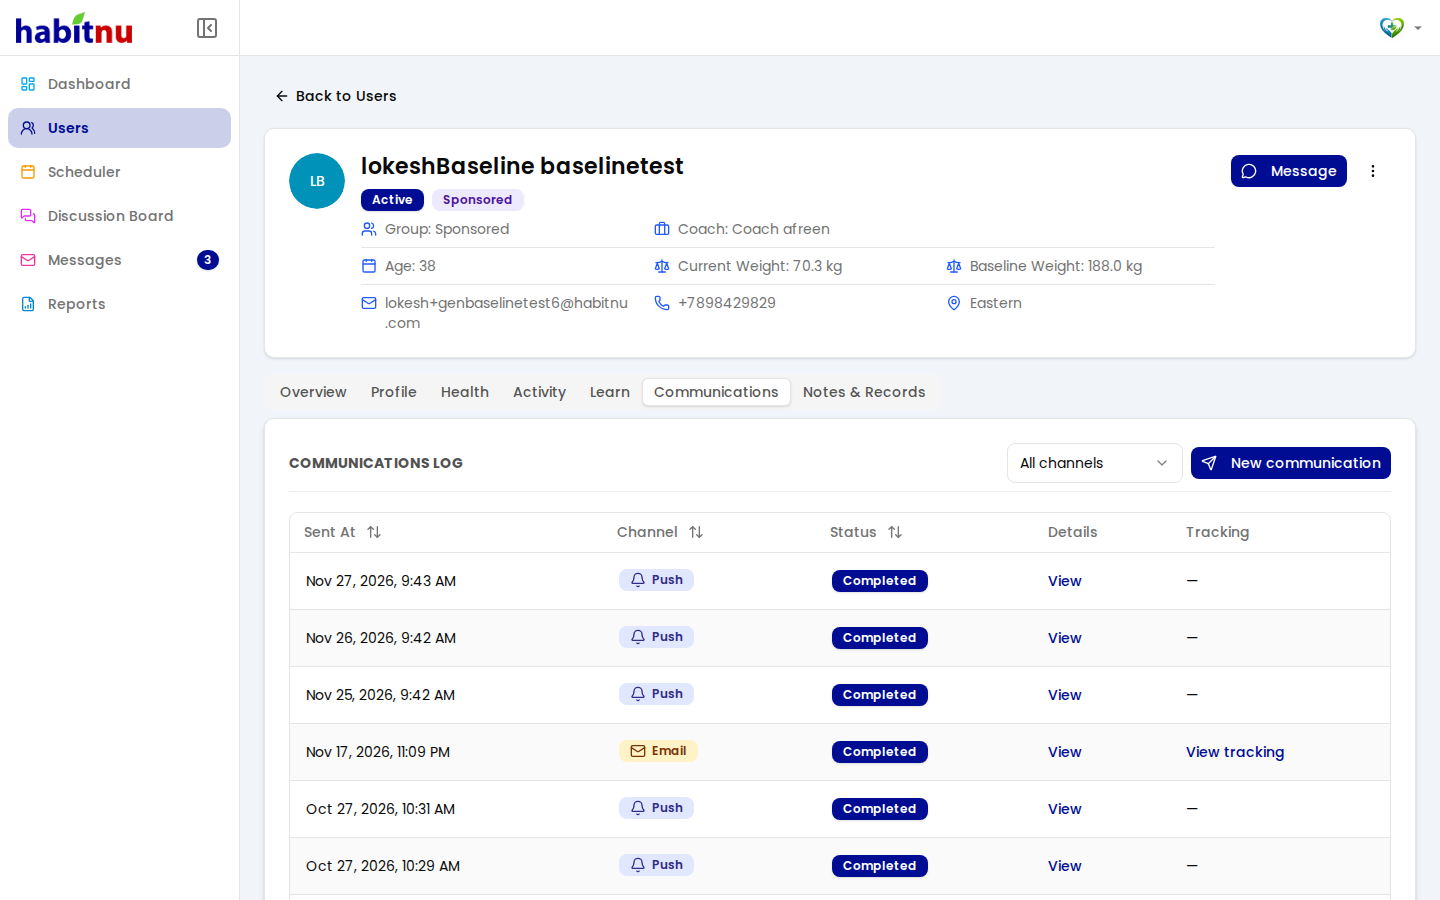 habitnu
Dashboard
Users
Scheduler
Discussion Board
Messages 3
Reports
Back to Users
LB
lokeshBaseline baselinetest
Active Sponsored
Message
Group: Sponsored Coach: Coach afreen
Age: 38 Current Weight: 70.3 kg Baseline Weight: 188.0 kg
lokesh+genbaselinetest6@habitnu
.com
+7898429829 Eastern
Overview Profile Health Activity Learn Communications Notes & Records
COMMUNICATIONS LOG All channels New communication
Sent At Channel Status Details Tracking
Nov 27, 2026, 9:43 AM Push Completed View —
Nov 26, 2026, 9:42 AM Push Completed View —
Nov 25, 2026, 9:42 AM Push Completed View —
Nov 17, 2026, 11:09 PM Email Completed View View tracking
Oct 27, 2026, 10:31 AM Push Completed View —
Oct 27, 2026, 10:29 AM Push Completed View —